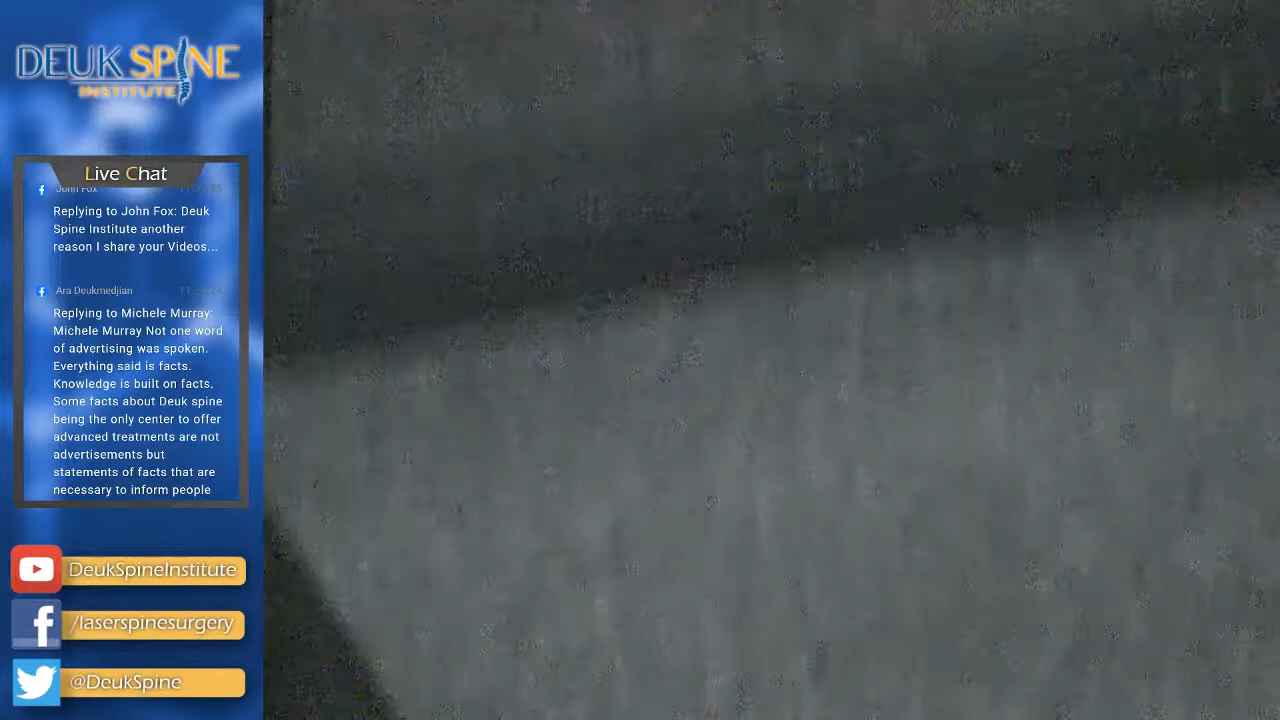 DEUK SPINE
INSTITUTE
Live Chat
John Fox
Replying to John Fox: Deuk
Spine Institute another
reason I share your Videos...
Ara Deukmedjian
Replying to Michele Murray:
Michele Murray Not one word
of advertising was spoken.
Everything said is facts.
Knowledge is built on facts.
Some facts about Deuk spine
being the only center to offer
advanced treatments are not
advertisements but
statements of facts that are
necessary to inform people
DeukSpineInstitute
/laserspinesurgery
@DeukSpine